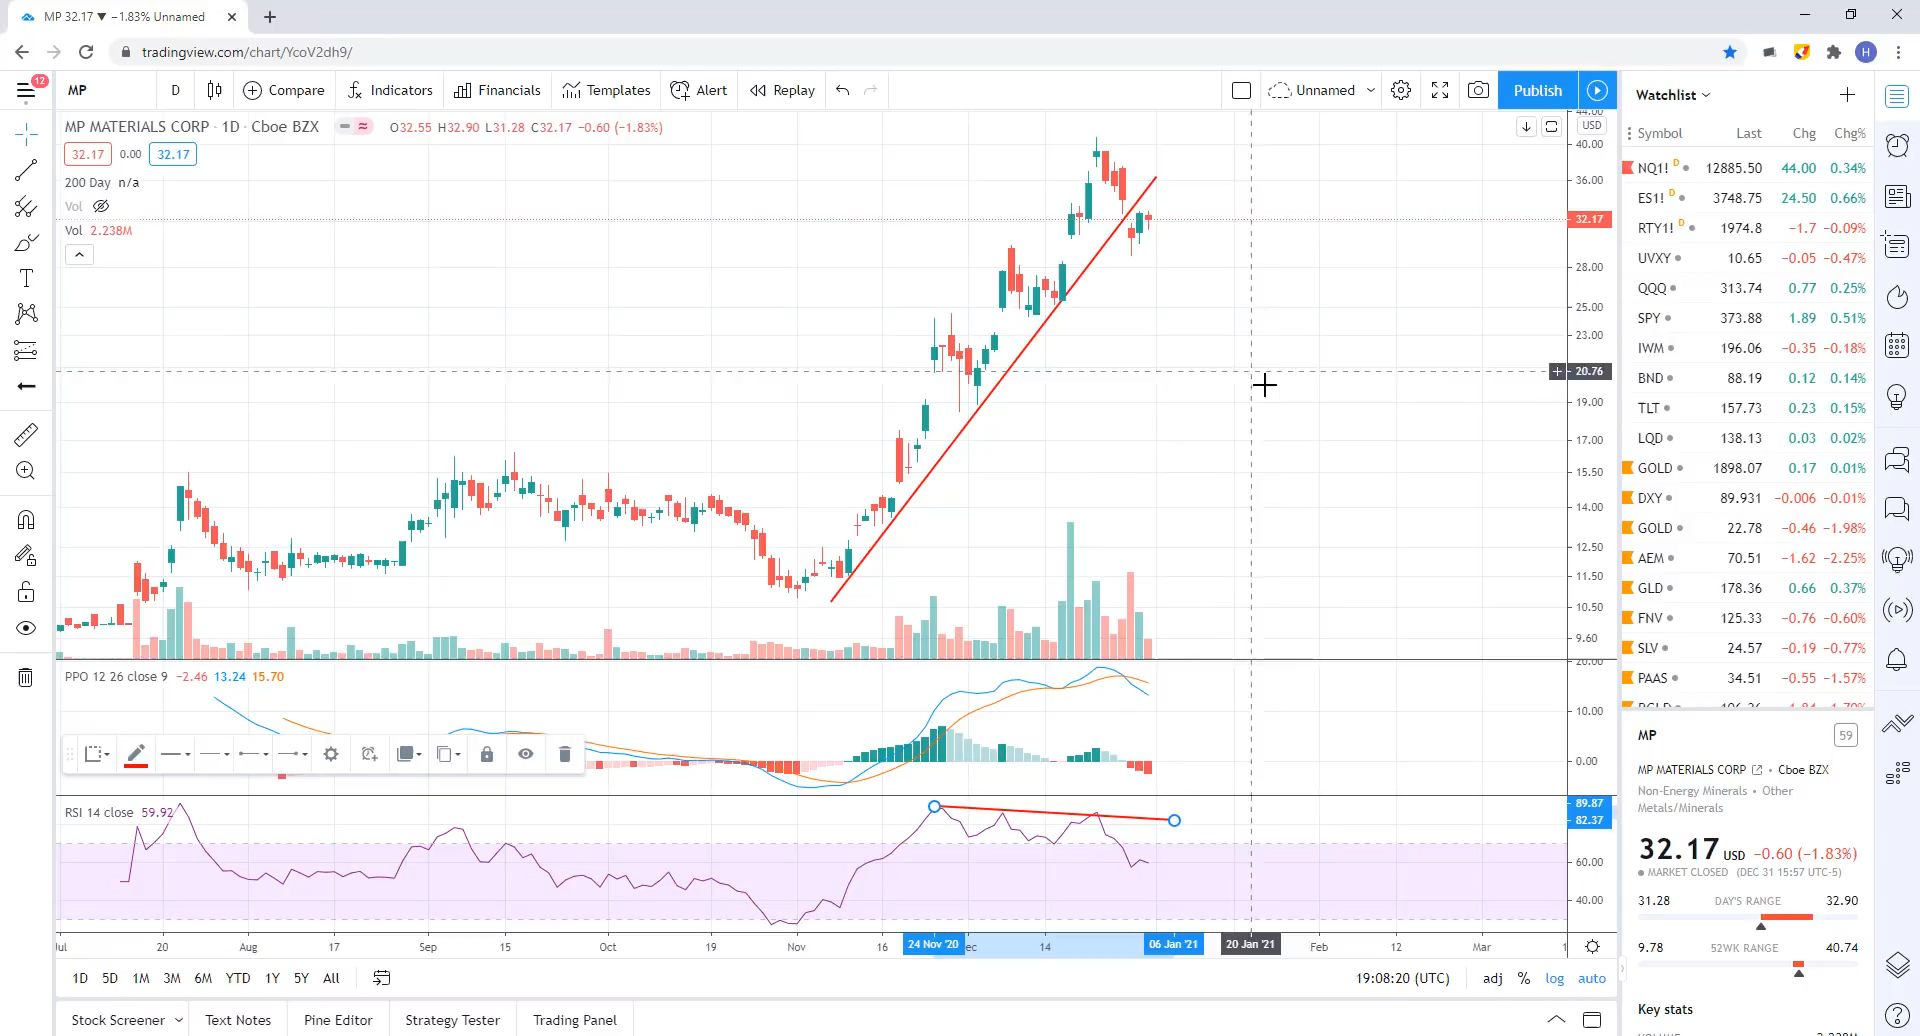 MP 32.17 ▼ −1.83% Unnamed
tradingview.com/chart/YcoV2dh9/
12
MP D Compare Indicators Financials Templates Alert Replay Unnamed Publish
MP MATERIALS CORP · 1D · Cboe BZX O32.55 H32.90 L31.28 C32.17 −0.60 (−1.83%)
32.17 0.00 32.17
200 Day n/a
Vol
Vol 2.238M
USD
44.00
40.00
36.00
32.17
28.00
25.00
23.00
20.76
19.00
17.00
15.50
14.00
12.50
11.50
10.50
9.60
PPO 12 26 close 9 −2.46 13.24 15.70
20.00
10.00
0.00
RSI 14 close 59.92
89.87
82.37
60.00
40.00
Jul 20 Aug 17 Sep 15 Oct 19 Nov 16 24 Nov '20 ec 14 06 Jan '21 20 Jan '21 Feb 12 Mar 1
1D 5D 1M 3M 6M YTD 1Y 5Y All 19:08:20 (UTC) adj % log auto
Stock Screener Text Notes Pine Editor Strategy Tester Trading Panel
Watchlist
Symbol Last Chg Chg%
NQ1! D 12885.50 44.00 0.34%
ES1! D 3748.75 24.50 0.66%
RTY1! D 1974.8 −1.7 −0.09%
UVXY 10.65 −0.05 −0.47%
QQQ 313.74 0.77 0.25%
SPY 373.88 1.89 0.51%
IWM 196.06 −0.35 −0.18%
BND 88.19 0.12 0.14%
TLT 157.73 0.23 0.15%
LQD 138.13 0.03 0.02%
GOLD 1898.07 0.17 0.01%
DXY 89.931 −0.006 −0.01%
GOLD 22.78 −0.46 −1.98%
AEM 70.51 −1.62 −2.25%
GLD 178.36 0.66 0.37%
FNV 125.33 −0.76 −0.60%
SLV 24.57 −0.19 −0.77%
PAAS 34.51 −0.55 −1.57%
MP 59
MP MATERIALS CORP • Cboe BZX
Non-Energy Minerals • Other
Metals/Minerals
32.17 USD −0.60 (−1.83%)
MARKET CLOSED (DEC 31 15:57 UTC-5)
31.28 DAY'S RANGE 32.90
9.78 52WK RANGE 40.74
Key stats
H